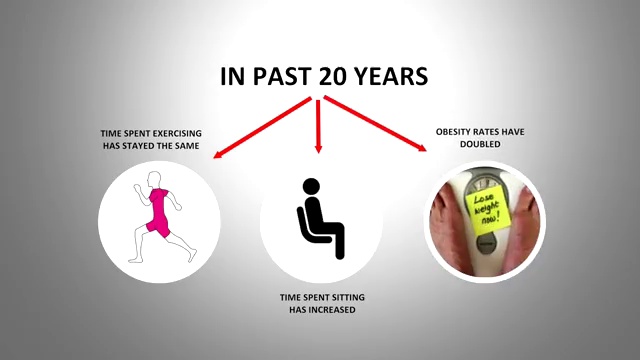 IN PAST 20 YEARS
TIME SPENT EXERCISING
HAS STAYED THE SAME
OBESITY RATES HAVE
DOUBLED
Lose
weight
now!
TIME SPENT SITTING
HAS INCREASED